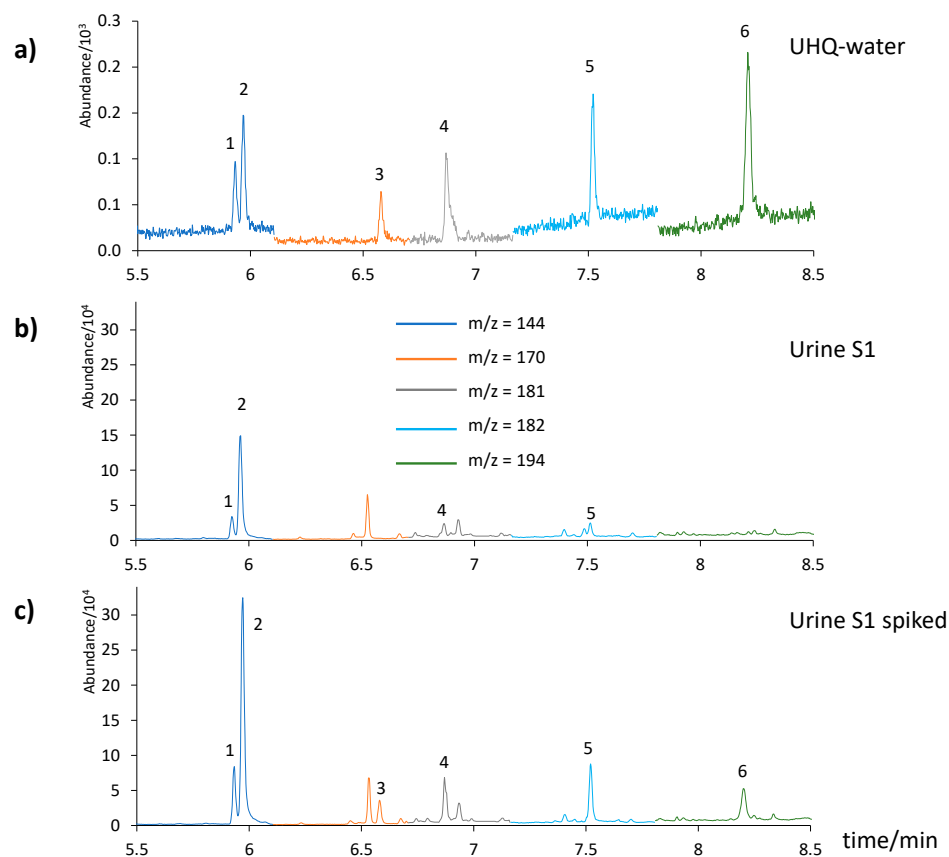 a)
UHQ-water
Abundance/10³
0.3
0.2
0.2
0.1
0.1
0.0
1
2
3
4
5
6
5.5 6 6.5 7 7.5 8 8.5
b)
Urine S1
Abundance/10⁴
30
25
20
15
10
5
0
1
2
4
5
m/z = 144
m/z = 170
m/z = 181
m/z = 182
m/z = 194
5.5 6 6.5 7 7.5 8 8.5
c)
Urine S1 spiked
Abundance/10⁴
30
25
20
15
10
5
0
1
2
3
4
5
6
5.5 6 6.5 7 7.5 8 8.5
time/min